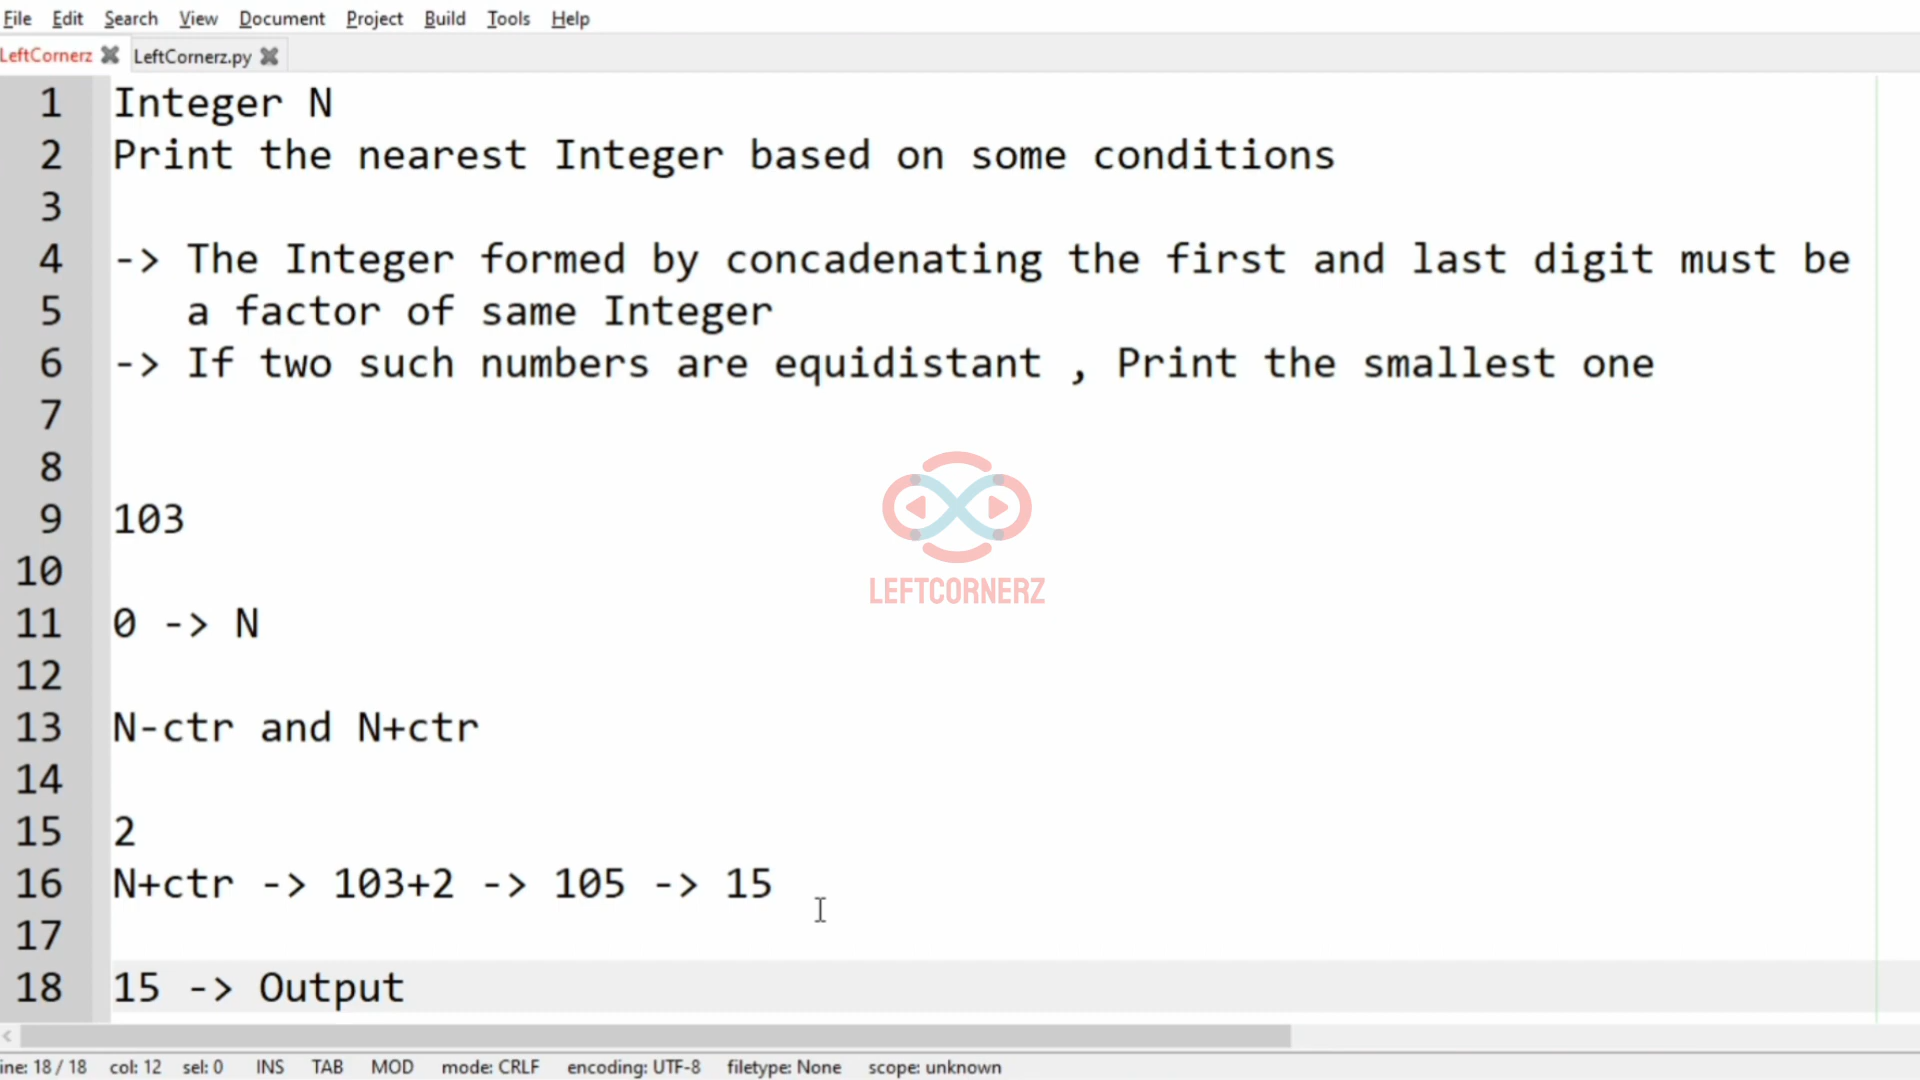 File Edit Search View Document Project Build Tools Help
LeftCornerz LeftCornerz.py
1 Integer N
2 Print the nearest Integer based on some conditions
3
4 -> The Integer formed by concadenating the first and last digit must be
5 a factor of same Integer
6 -> If two such numbers are equidistant , Print the smallest one
7
8
9 103
10
11 0 -> N
12
13 N-ctr and N+ctr
14
15 2
16 N+ctr -> 103+2 -> 105 -> 15
17
18 15 -> Output
LEFTCORNERZ
ine: 18 / 18 col: 12 sel: 0 INS TAB MOD mode: CRLF encoding: UTF-8 filetype: None scope: unknown